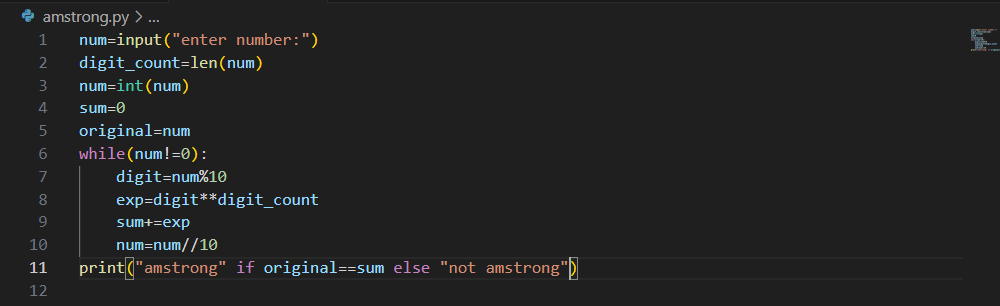 amstrong.py > ...
1 num=input("enter number:")
2 digit_count=len(num)
3 num=int(num)
4 sum=0
5 original=num
6 while(num!=0):
7     digit=num%10
8     exp=digit**digit_count
9     sum+=exp
10     num=num//10
11 print("amstrong" if original==sum else "not amstrong")
12